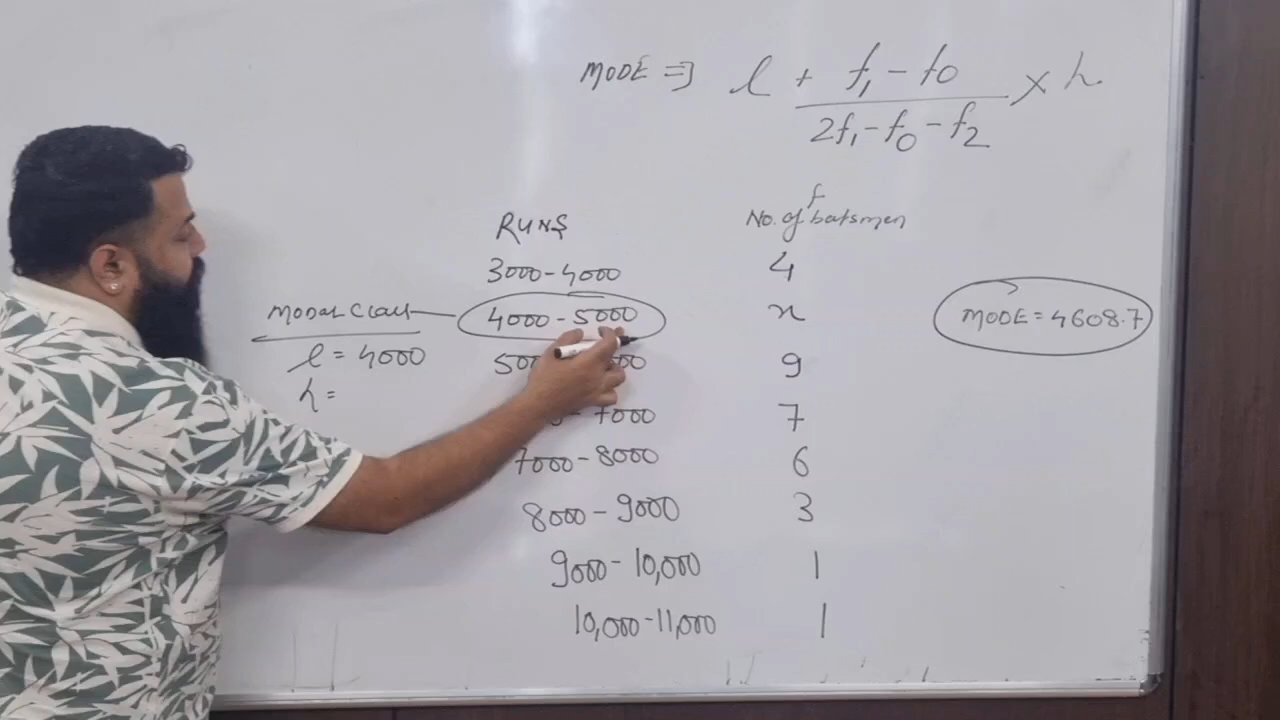 MODE => l + f₁ - f0 / 2f₁ - f₀ - f₂ × h
f
RUNS No. of batsmen
3000-4000 4
Modal Class 4000-5000 x MODE = 4608.7
l = 4000 9
h =
7000 7
7000-8000 6
8000-9000 3
9000-10,000 1
10,000-11,000 1